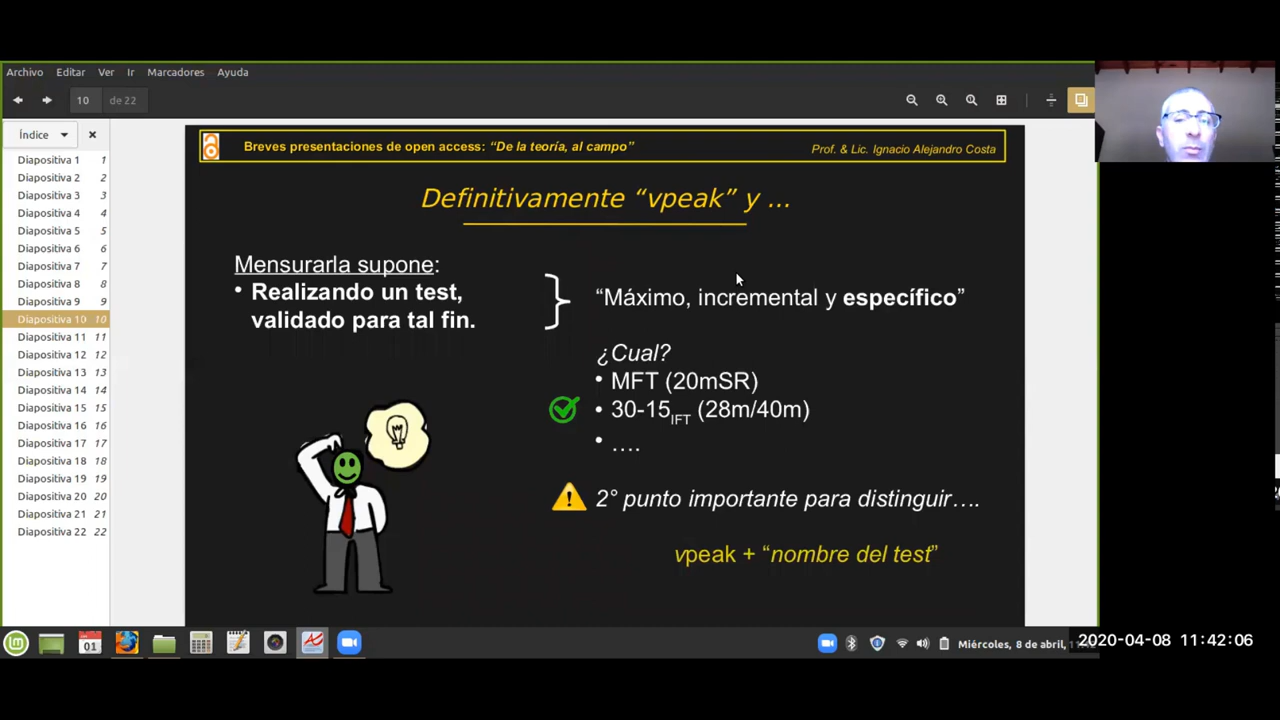 Archivo Editar Ver Ir Marcadores Ayuda
10 de 22
Índice
Diapositiva 1 1
Diapositiva 2 2
Diapositiva 3 3
Diapositiva 4 4
Diapositiva 5 5
Diapositiva 6 6
Diapositiva 7 7
Diapositiva 8 8
Diapositiva 9 9
Diapositiva 10 10
Diapositiva 11 11
Diapositiva 12 12
Diapositiva 13 13
Diapositiva 14 14
Diapositiva 15 15
Diapositiva 16 16
Diapositiva 17 17
Diapositiva 18 18
Diapositiva 19 19
Diapositiva 20 20
Diapositiva 21 21
Diapositiva 22 22
Breves presentaciones de open access: “De la teoría, al campo”
Prof. & Lic. Ignacio Alejandro Costa
Definitivamente “vpeak” y ...
Mensurarla supone:
• Realizando un test,
validado para tal fin.
“Máximo, incremental y específico”
¿Cual?
• MFT (20mSR)
• 30-15IFT (28m/40m)
• ....
2° punto importante para distinguir….
vpeak + “nombre del test”
01
Miércoles, 8 de abril,
2020-04-08 11:42:06